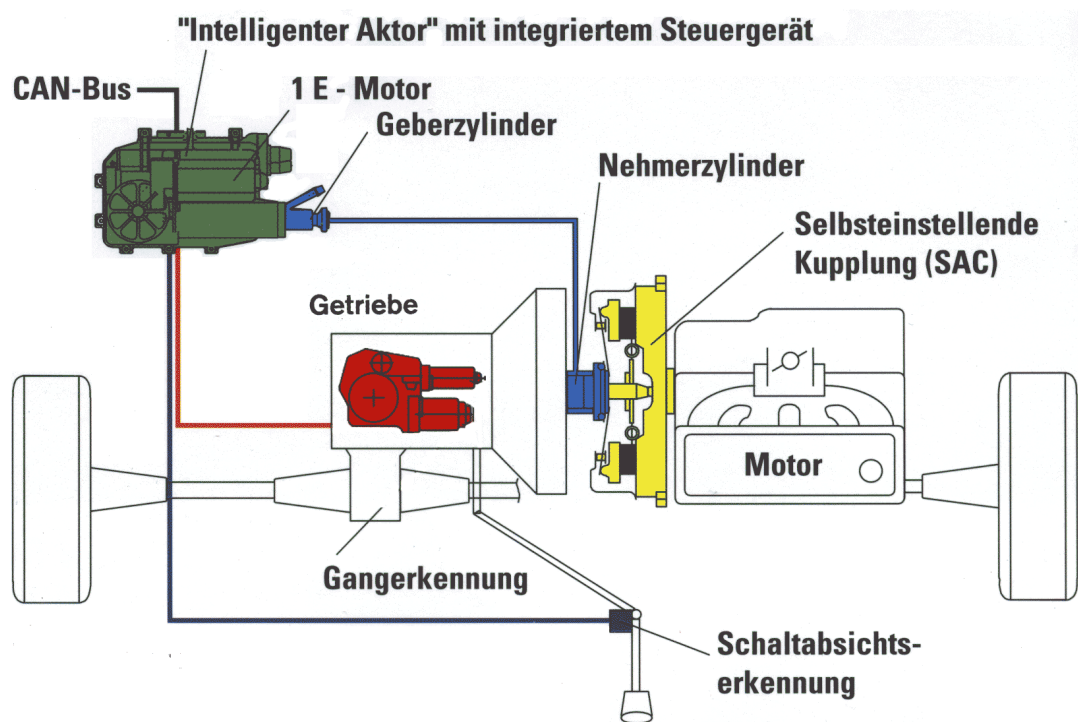 "Intelligenter Aktor" mit integriertem Steuergerät
CAN-Bus
1 E - Motor
Geberzylinder
Nehmerzylinder
Selbsteinstellende
Kupplung (SAC)
Getriebe
Motor
Gangerkennung
Schaltabsichts-
erkennung